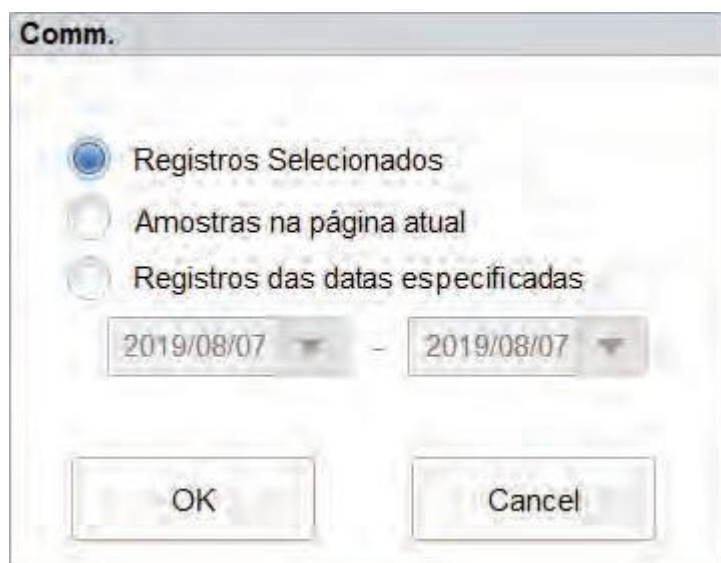 Comm.
Registros Selecionados
Amostras na página atual
Registros das datas especificadas
2019/08/07 - 2019/08/07
OK Cancel